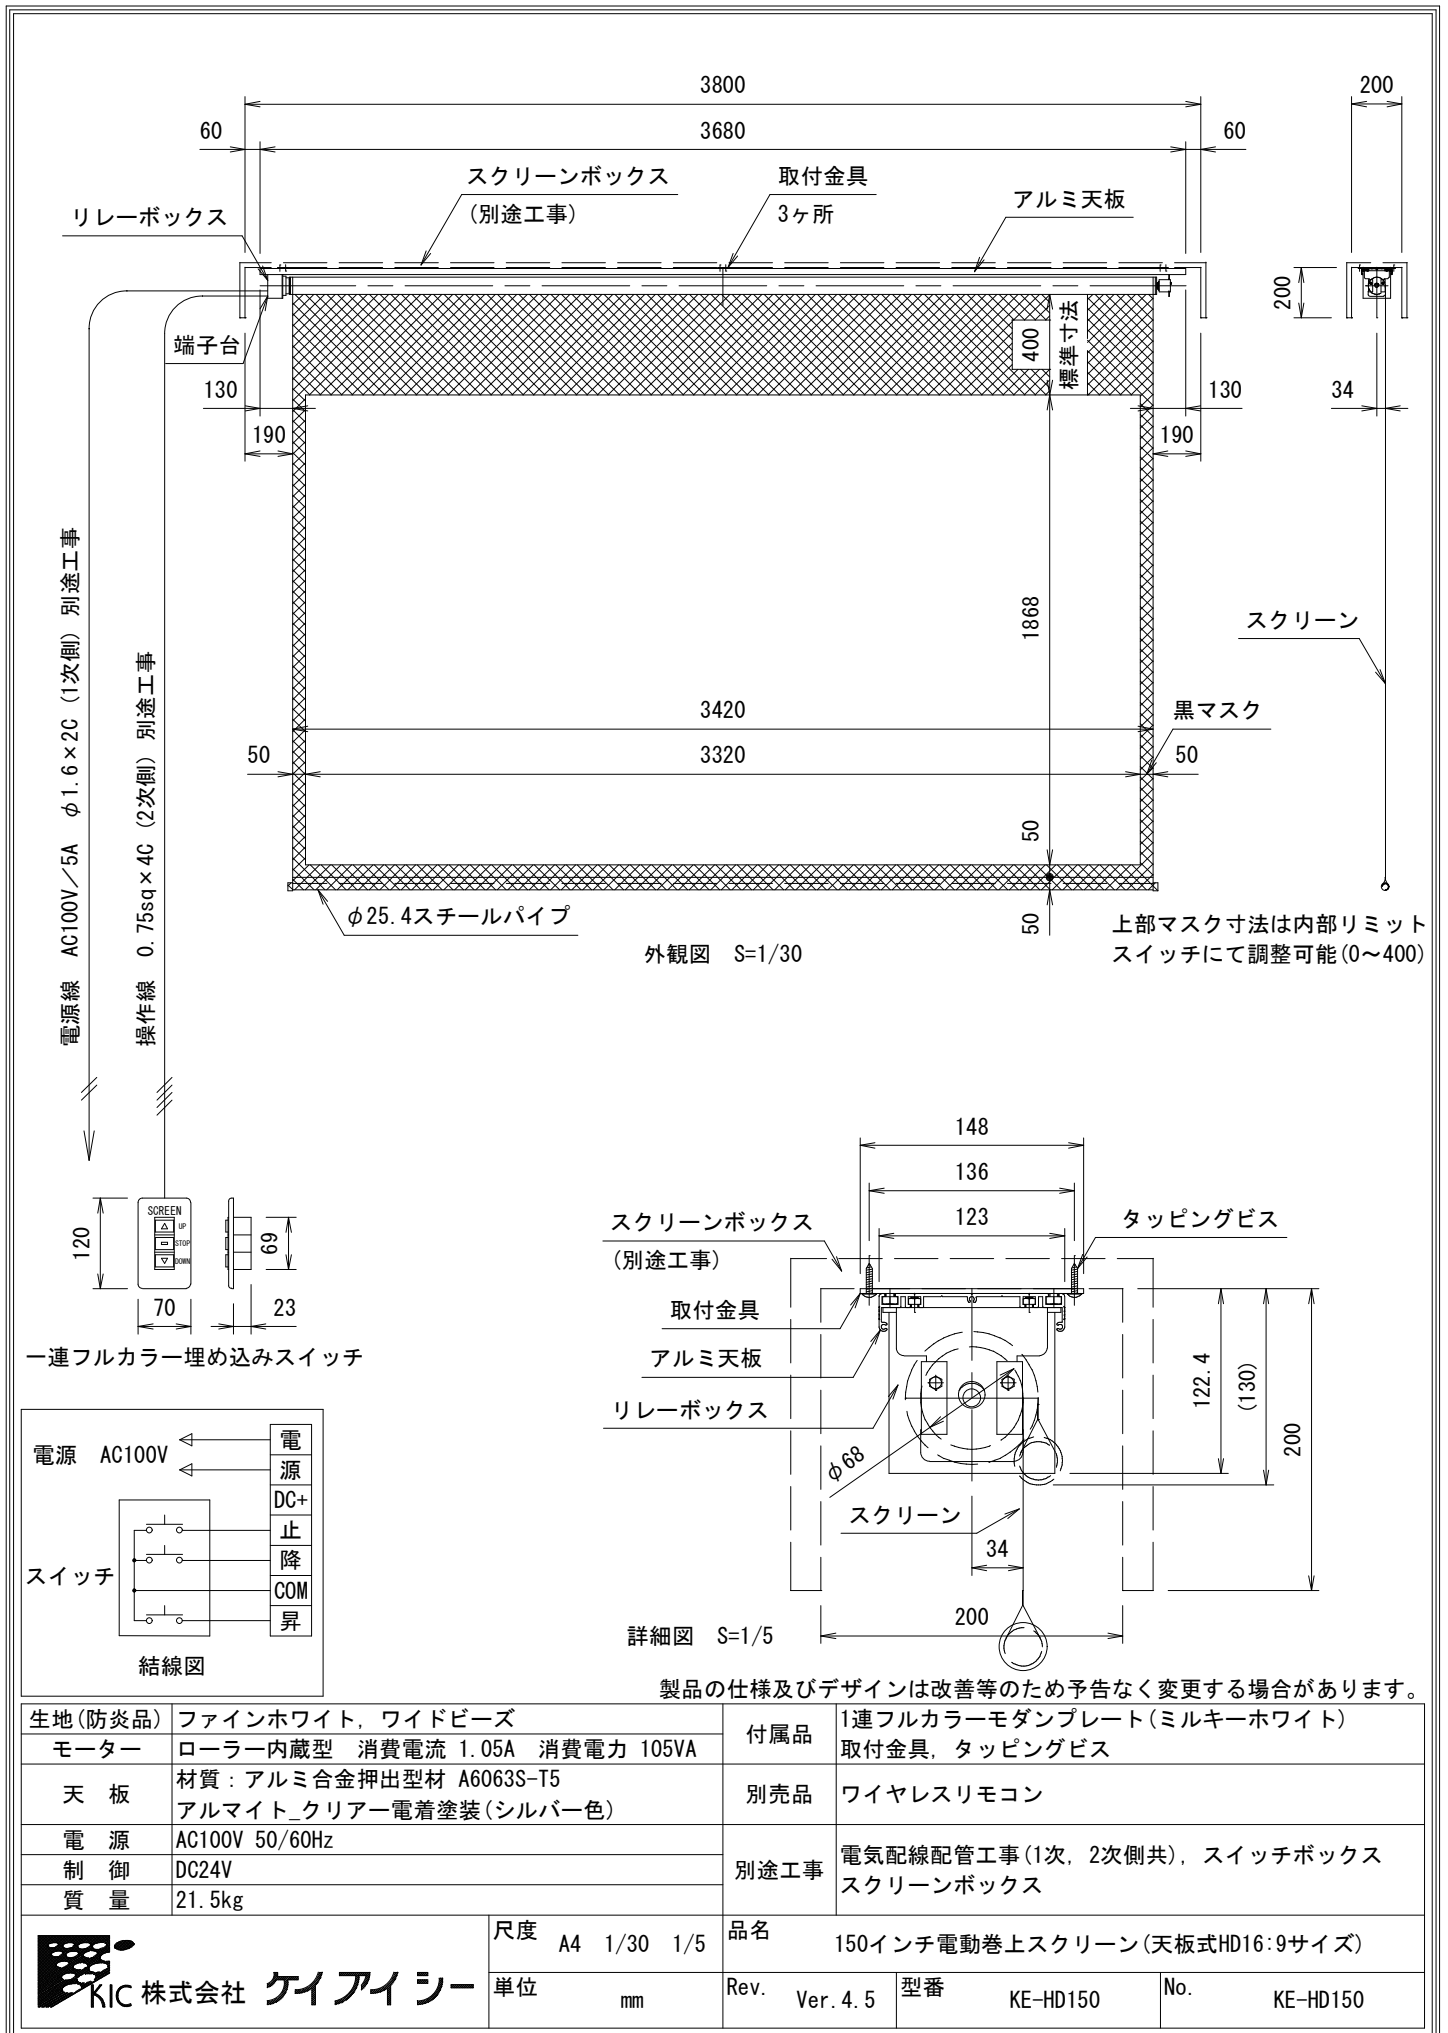 3800
200
60
3680
60
スクリーンボックス
(別途工事)
取付金具
3ヶ所
アルミ天板
リレーボックス
200
端子台
400
標準寸法
130
130
34
190
190
電源線 AC100V/5A φ1.6×2C (1次側) 別途工事
操作線 0.75sq×4C (2次側) 別途工事
1868
スクリーン
3420
黒マスク
50
3320
50
50
50
φ25.4スチールパイプ
外観図 S=1/30
上部マスク寸法は内部リミット
スイッチにて調整可能(0～400)
148
136
123
スクリーンボックス
(別途工事)
タッピングビス
取付金具
アルミ天板
リレーボックス
φ68
スクリーン
34
122.4
(130)
200
200
詳細図 S=1/5
SCREEN
UP
STOP
DOWN
120
70
69
23
一連フルカラー埋め込みスイッチ
電源 AC100V
電
源
DC+
止
降
COM
昇
スイッチ
結線図
製品の仕様及びデザインは改善等のため予告なく変更する場合があります。
生地(防炎品) ファインホワイト, ワイドビーズ
モーター ローラー内蔵型 消費電流 1.05A 消費電力 105VA
天 板 材質:アルミ合金押出型材 A6063S-T5
アルマイト_クリアー電着塗装(シルバー色)
電 源 AC100V 50/60Hz
制 御 DC24V
質 量 21.5kg
付属品 1連フルカラーモダンプレート(ミルキーホワイト)
取付金具, タッピングビス
別売品 ワイヤレスリモコン
別途工事 電気配線配管工事(1次, 2次側共), スイッチボックス
スクリーンボックス
KIC 株式会社 ケイアイシー
尺度 A4 1/30 1/5
品名 150インチ電動巻上スクリーン(天板式HD16:9サイズ)
単位 mm
Rev. Ver.4.5
型番 KE-HD150
No. KE-HD150